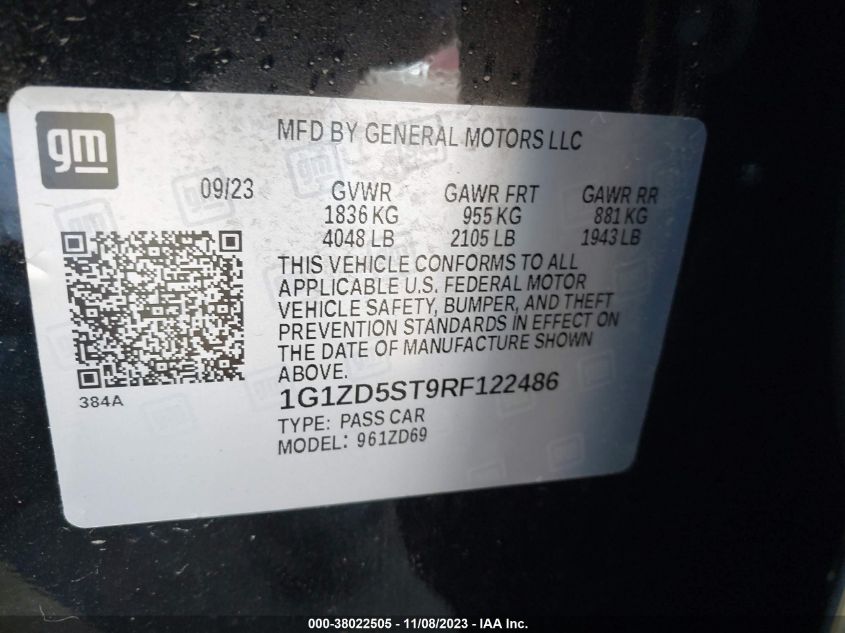 gm
MFD BY GENERAL MOTORS LLC
09/23 GVWR GAWR FRT GAWR RR
1836 KG 955 KG 881 KG
4048 LB 2105 LB 1943 LB
THIS VEHICLE CONFORMS TO ALL
APPLICABLE U.S. FEDERAL MOTOR
VEHICLE SAFETY, BUMPER, AND THEFT
PREVENTION STANDARDS IN EFFECT ON
THE DATE OF MANUFACTURE SHOWN
ABOVE.
384A
1G1ZD5ST9RF122486
TYPE: PASS CAR
MODEL: 961ZD69
000-38022505 - 11/08/2023 - IAA Inc.